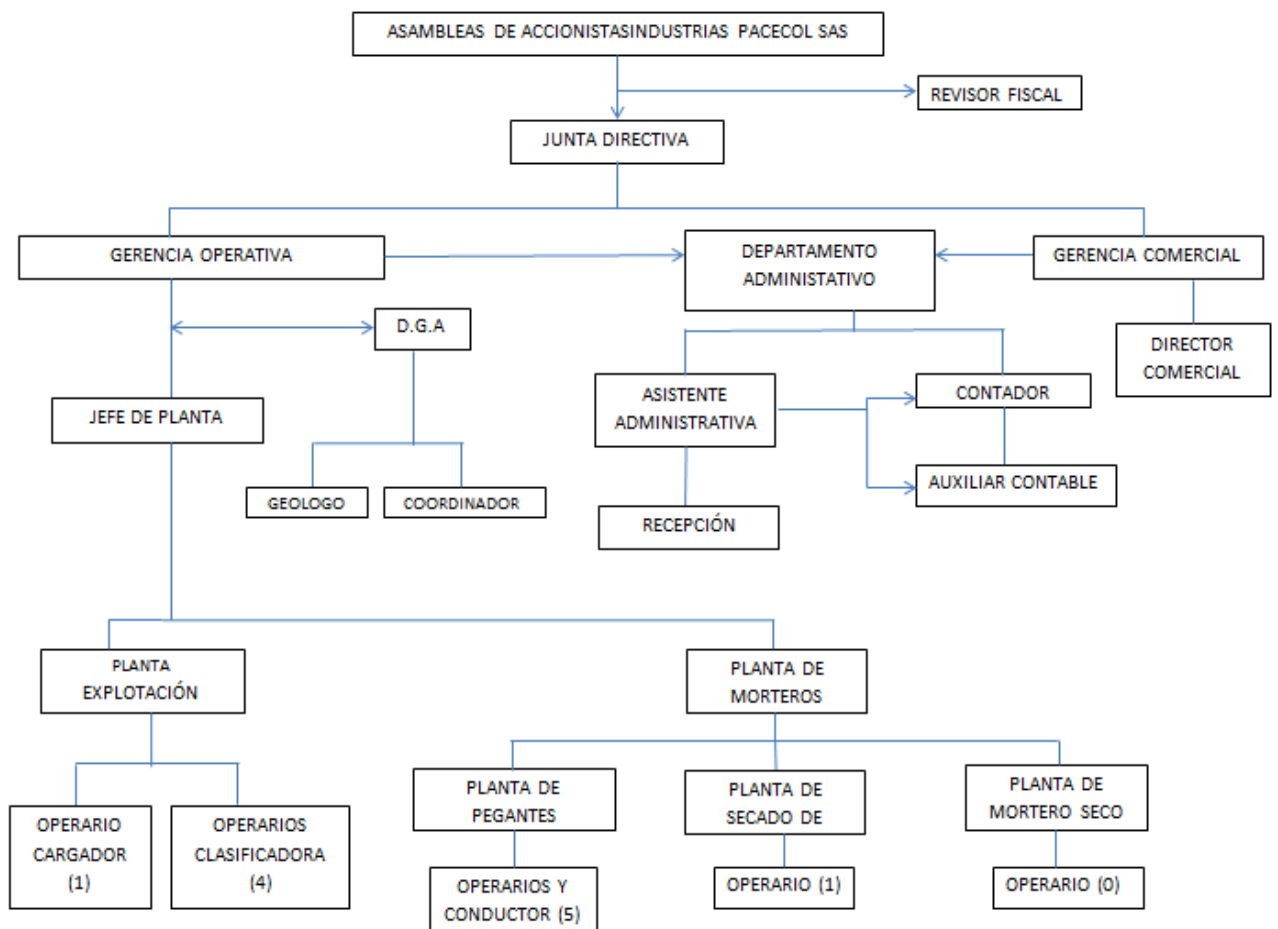 ASAMBLEAS DE ACCIONISTASINDUSTRIAS PACECOL SAS
REVISOR FISCAL
JUNTA DIRECTIVA
GERENCIA OPERATIVA
DEPARTAMENTO
ADMINISTATIVO
GERENCIA COMERCIAL
D.G.A
DIRECTOR
COMERCIAL
JEFE DE PLANTA
ASISTENTE
ADMINISTRATIVA
CONTADOR
GEOLOGO
COORDINADOR
AUXILIAR CONTABLE
RECEPCIÓN
PLANTA
EXPLOTACIÓN
PLANTA DE
MORTEROS
OPERARIO
CARGADOR
(1)
OPERARIOS
CLASIFICADORA
(4)
PLANTA DE
PEGANTES
PLANTA DE
SECADO DE
PLANTA DE
MORTERO SECO
OPERARIOS Y
CONDUCTOR (5)
OPERARIO (1)
OPERARIO (0)